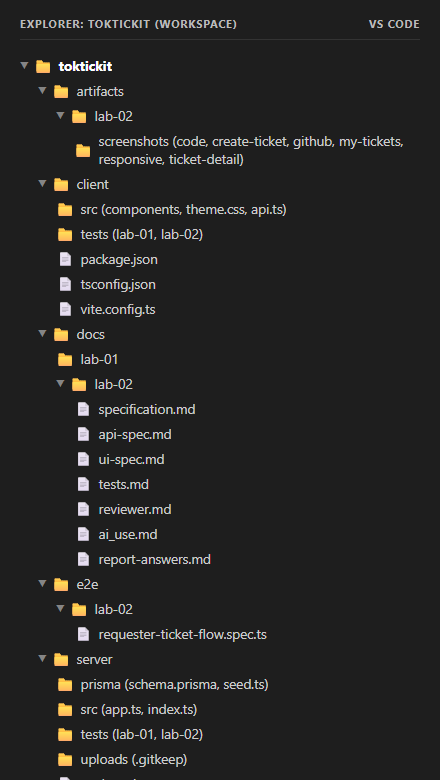 EXPLORER: TOKTICKIT (WORKSPACE) VS CODE
toktickit
artifacts
lab-02
screenshots (code, create-ticket, github, my-tickets,
responsive, ticket-detail)
client
src (components, theme.css, api.ts)
tests (lab-01, lab-02)
package.json
tsconfig.json
vite.config.ts
docs
lab-01
lab-02
specification.md
api-spec.md
ui-spec.md
tests.md
reviewer.md
ai_use.md
report-answers.md
e2e
lab-02
requester-ticket-flow.spec.ts
server
prisma (schema.prisma, seed.ts)
src (app.ts, index.ts)
tests (lab-01, lab-02)
uploads (.gitkeep)